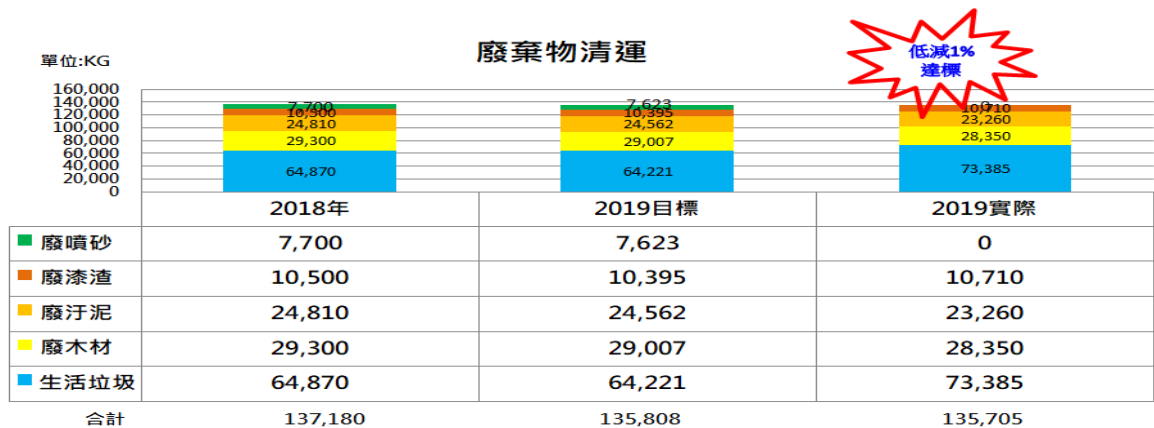 單位:KG
廢棄物清運
低減1%
達標
160,000
140,000
120,000
100,000
80,000
60,000
40,000
20,000
0
7,700 7,623 0
10,500 10,395 10,710
24,810 24,562 23,260
29,300 29,007 28,350
64,870 64,221 73,385
2018年 2019目標 2019實際
廢噴砂 7,700 7,623 0
廢漆渣 10,500 10,395 10,710
廢汙泥 24,810 24,562 23,260
廢木材 29,300 29,007 28,350
生活垃圾 64,870 64,221 73,385
合計 137,180 135,808 135,705